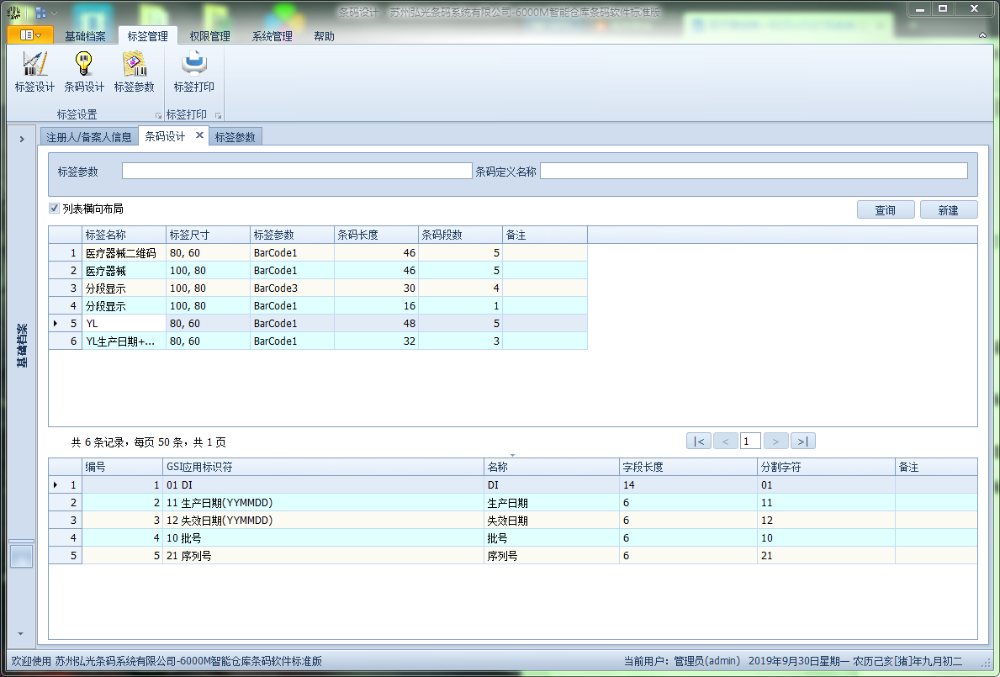 条码设计 - 苏州弘光条码系统有限公司-6000M智能仓库条码软件标准版
基础档案 标签管理 权限管理 系统管理 帮助
标签设计 条码设计 标签参数 标签打印
标签设置 标签打印
注册人/备案人信息 条码设计 标签参数
基础档案
标签参数 条码定义名称
列表横向布局 查询 新建
标签名称 标签尺寸 标签参数 条码长度 条码段数 备注
1 医疗器械二维码 80, 60 BarCode1 46 5
2 医疗器械 100, 80 BarCode1 46 5
3 分段显示 100, 80 BarCode3 30 4
4 分段显示 100, 80 BarCode1 16 1
5 YL 80, 60 BarCode1 48 5
6 YL生产日期+... 80, 60 BarCode1 32 3
共 6 条记录，每页 50 条，共 1 页 |< < 1 > >|
编号 GSI应用标识符 名称 字段长度 分割字符 备注
1 1 01 DI DI 14 01
2 2 11 生产日期(YYMMDD) 生产日期 6 11
3 3 12 失效日期(YYMMDD) 失效日期 6 12
4 4 10 批号 批号 6 10
5 5 21 序列号 序列号 6 21
欢迎使用 苏州弘光条码系统有限公司-6000M智能仓库条码软件标准版 当前用户：管理员(admin) 2019年9月30日星期一 农历己亥[猪]年九月初二